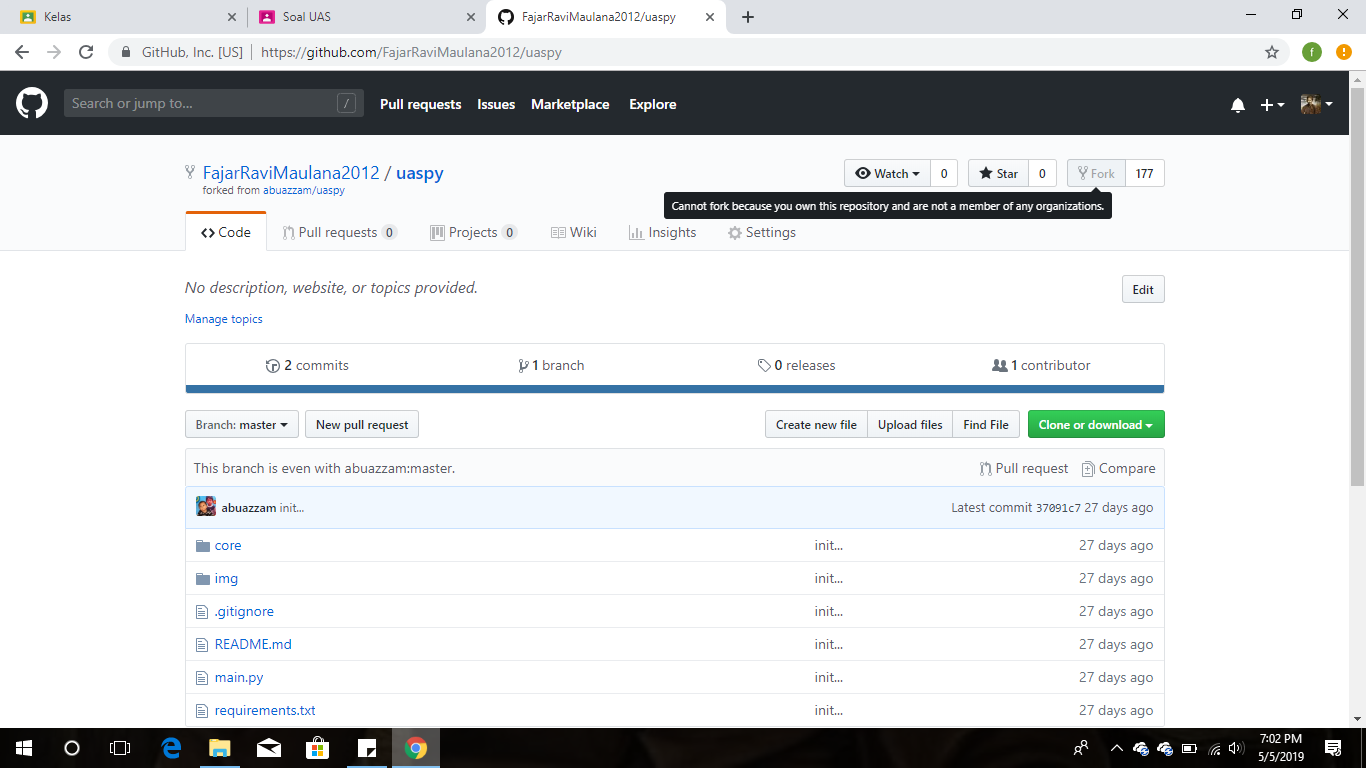 Kelas
Soal UAS
FajarRaviMaulana2012/uaspy
GitHub, Inc. [US] | https://github.com/FajarRaviMaulana2012/uaspy
f
Search or jump to... /
Pull requests Issues Marketplace Explore
FajarRaviMaulana2012 / uaspy
forked from abuazzam/uaspy
Watch 0 Star 0 Fork 177
Cannot fork because you own this repository and are not a member of any organizations.
Code Pull requests 0 Projects 0 Wiki Insights Settings
No description, website, or topics provided.
Edit
Manage topics
2 commits 1 branch 0 releases 1 contributor
Branch: master New pull request Create new file Upload files Find File Clone or download
This branch is even with abuazzam:master. Pull request Compare
abuazzam init... Latest commit 37091c7 27 days ago
core init... 27 days ago
img init... 27 days ago
.gitignore init... 27 days ago
README.md init... 27 days ago
main.py init... 27 days ago
requirements.txt init... 27 days ago
7:02 PM
5/5/2019